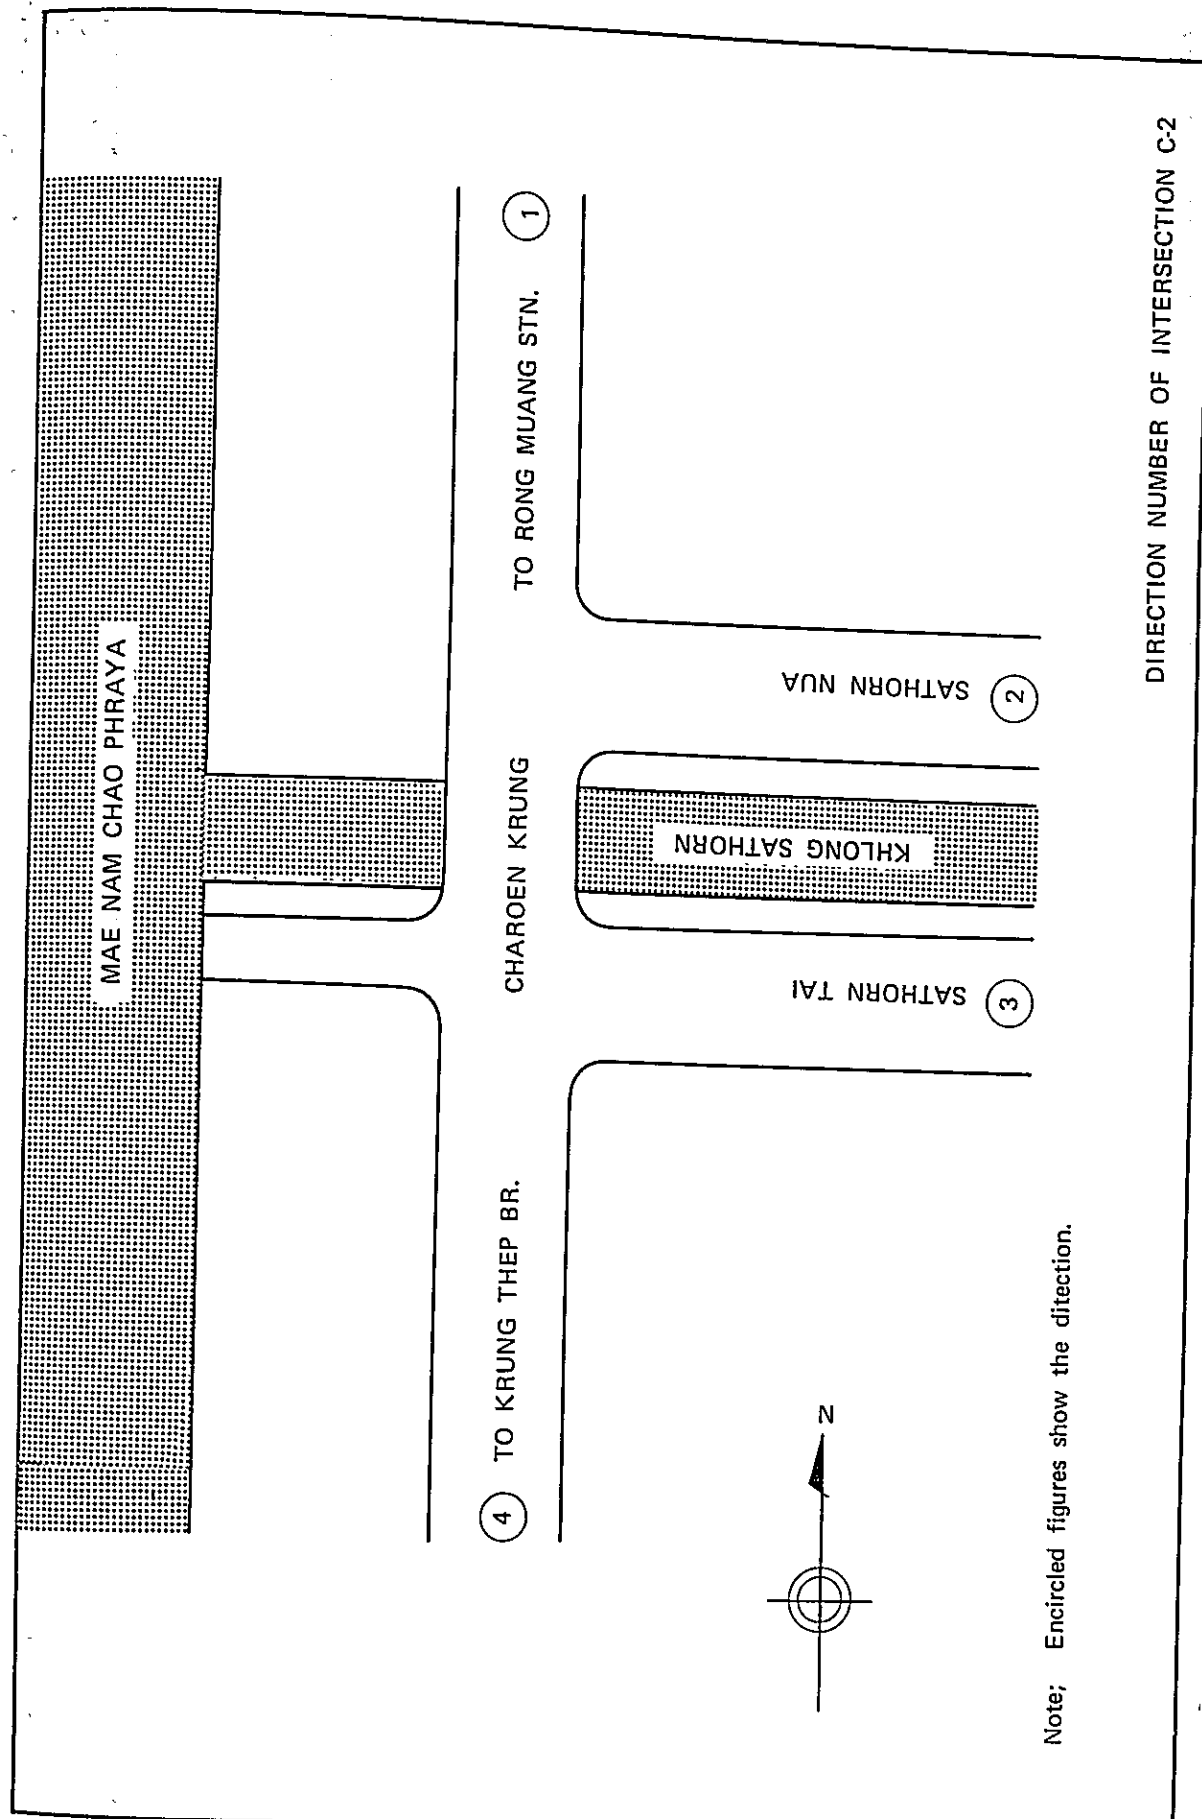 MAE NAM CHAO PHRAYA
1
TO RONG MUANG STN.
CHAROEN KRUNG
4 TO KRUNG THEP BR.
SATHORN NUA
2
KHLONG SATHORN
SATHORN TAI
3
N
Note; Encircled figures show the ditection.
DIRECTION NUMBER OF INTERSECTION C-2